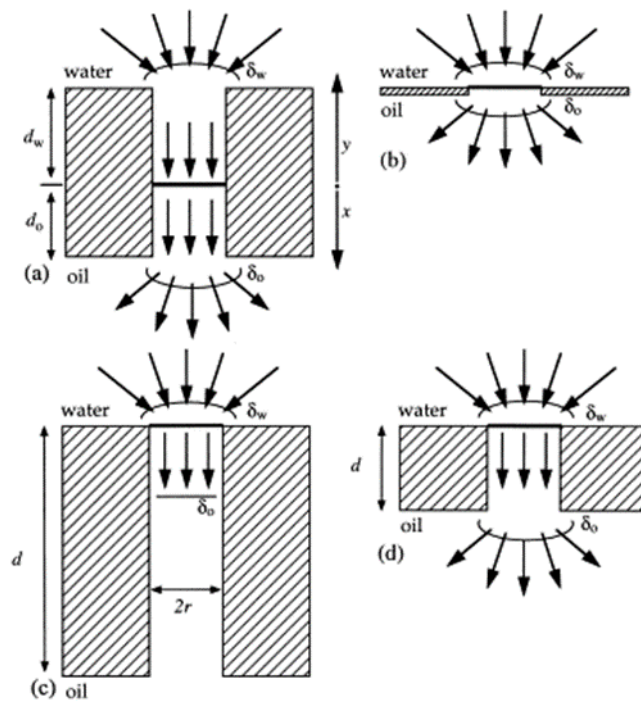 water
δw
dw
y
do
x
(a)
oil
δo
water
δw
oil
δo
(b)
water
δw
δo
d
2r
(c)
oil
water
δw
d
oil
δo
(d)